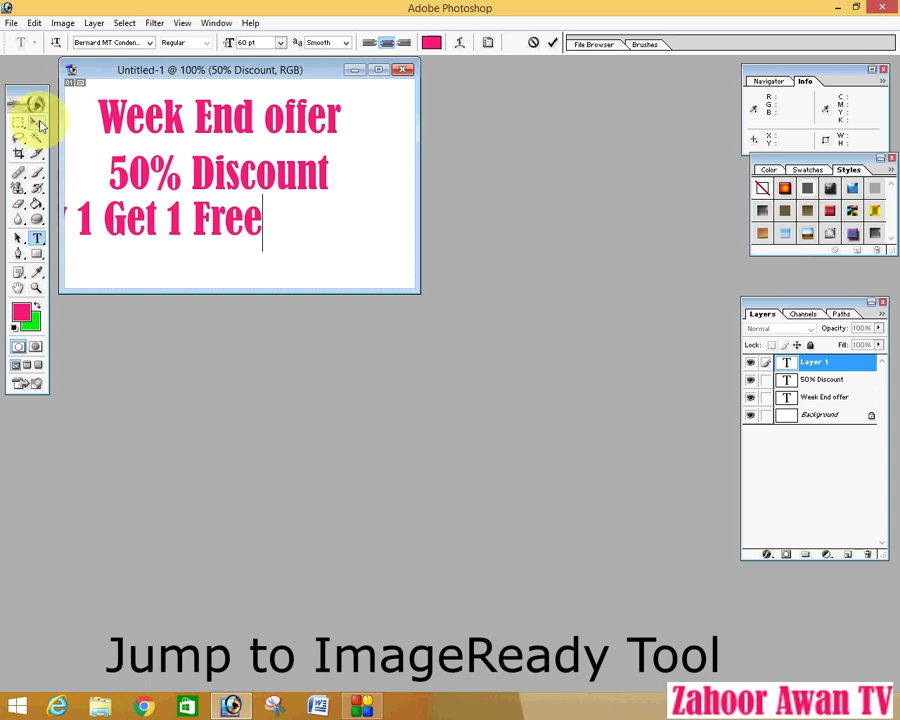 Adobe Photoshop
File Edit Image Layer Select Filter View Window Help
T Bernard MT Conden... Regular 60 pt aa Smooth File Browser Brushes
Untitled-1 @ 100% (50% Discount, RGB)
Week End offer
50% Discount
y 1 Get 1 Free
Navigator Info
R : C :
G : M :
B : Y :
K :
X : W :
Y : H :
Color Swatches Styles
Layers Channels Paths
Normal Opacity: 100%
Lock: Fill: 100%
T Layer 1
T 50% Discount
T Week End offer
Background
Jump to ImageReady Tool
Zahoor Awan TV